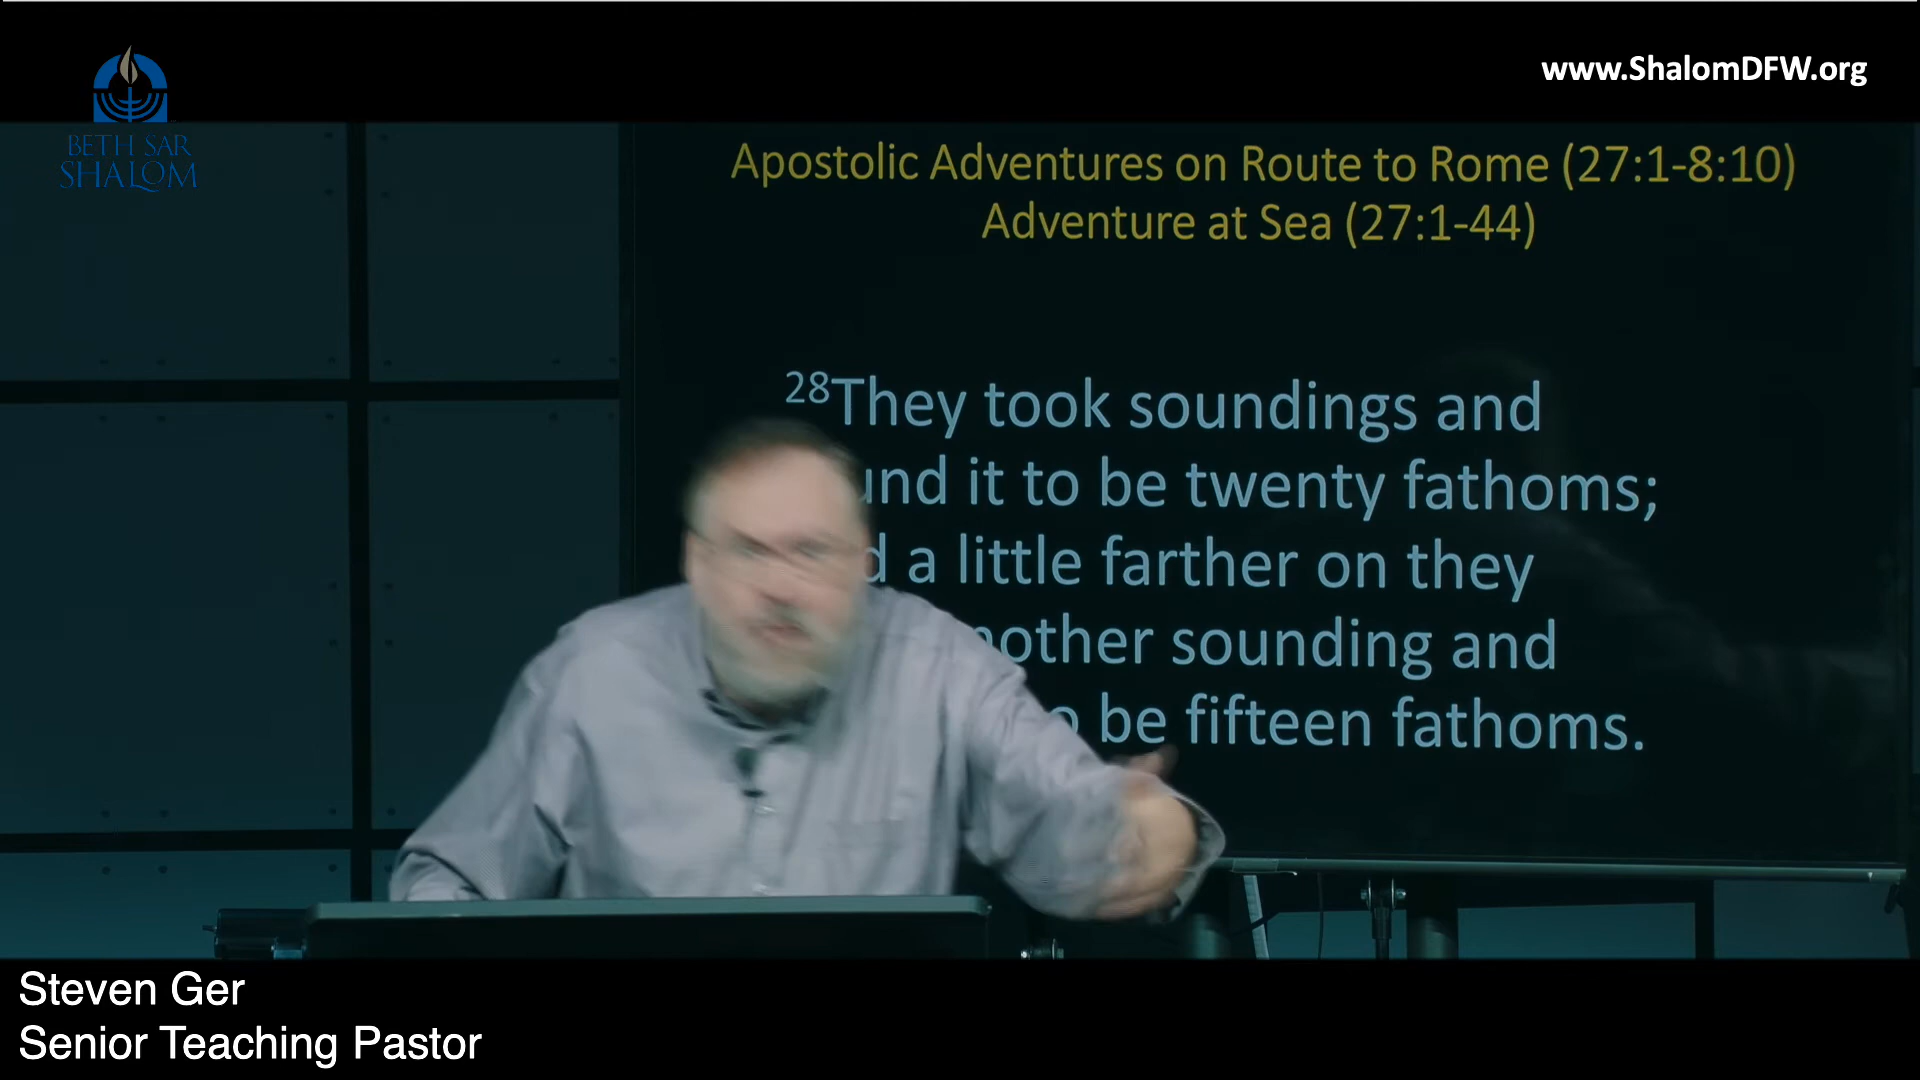 BETH SAR
SHALOM
www.ShalomDFW.org
Apostolic Adventures on Route to Rome (27:1-8:10)
Adventure at Sea (27:1-44)
28They took soundings and
it to be twenty fathoms;
a little farther on they
sounding and
be fifteen fathoms.
Steven Ger
Senior Teaching Pastor